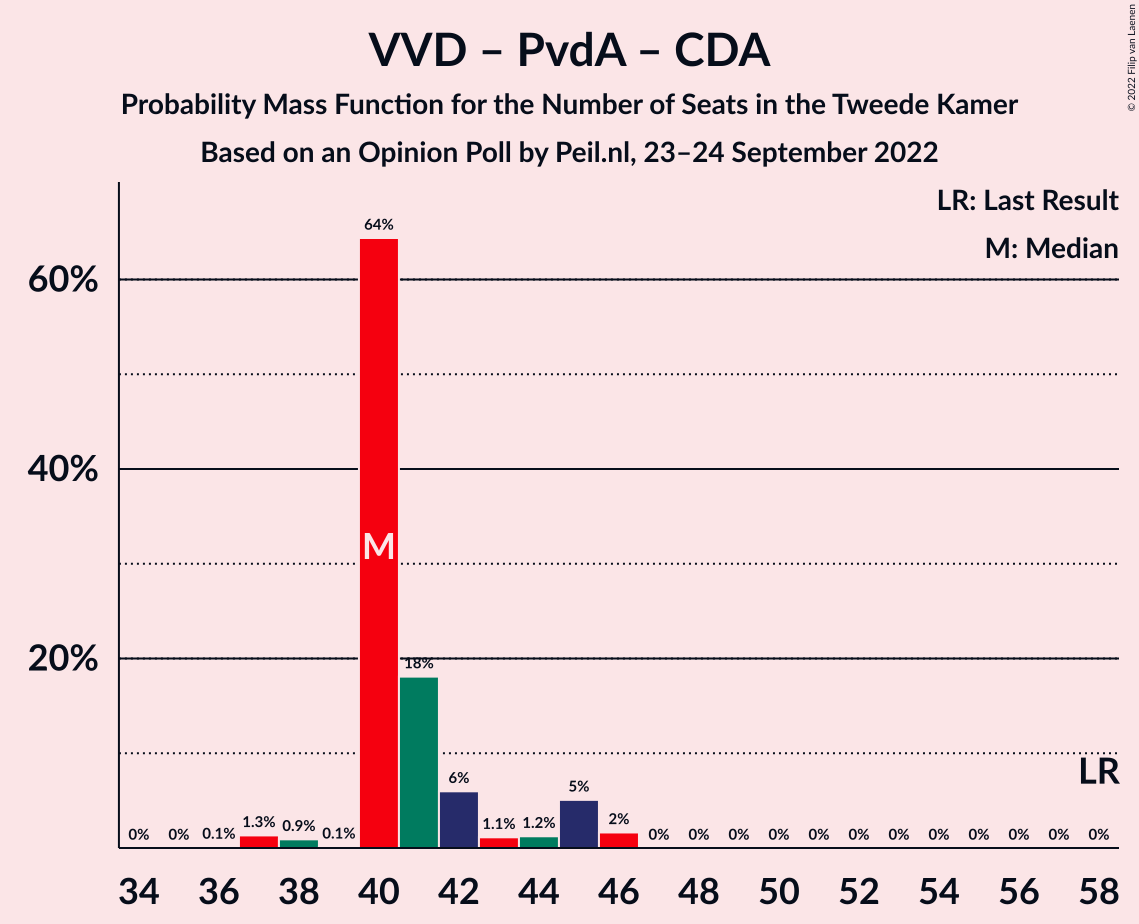 VVD – PvdA – CDA
Probability Mass Function for the Number of Seats in the Tweede Kamer
Based on an Opinion Poll by Peil.nl, 23–24 September 2022
© 2022 Filip van Laenen
LR: Last Result
M: Median
60%
40%
20%
0% 0% 0.1% 1.3% 0.9% 0.1% 64% 18% 6% 1.1% 1.2% 5% 2% 0% 0% 0% 0% 0% 0% 0% 0% 0% 0% 0% 0%
M
LR
34 36 38 40 42 44 46 48 50 52 54 56 58